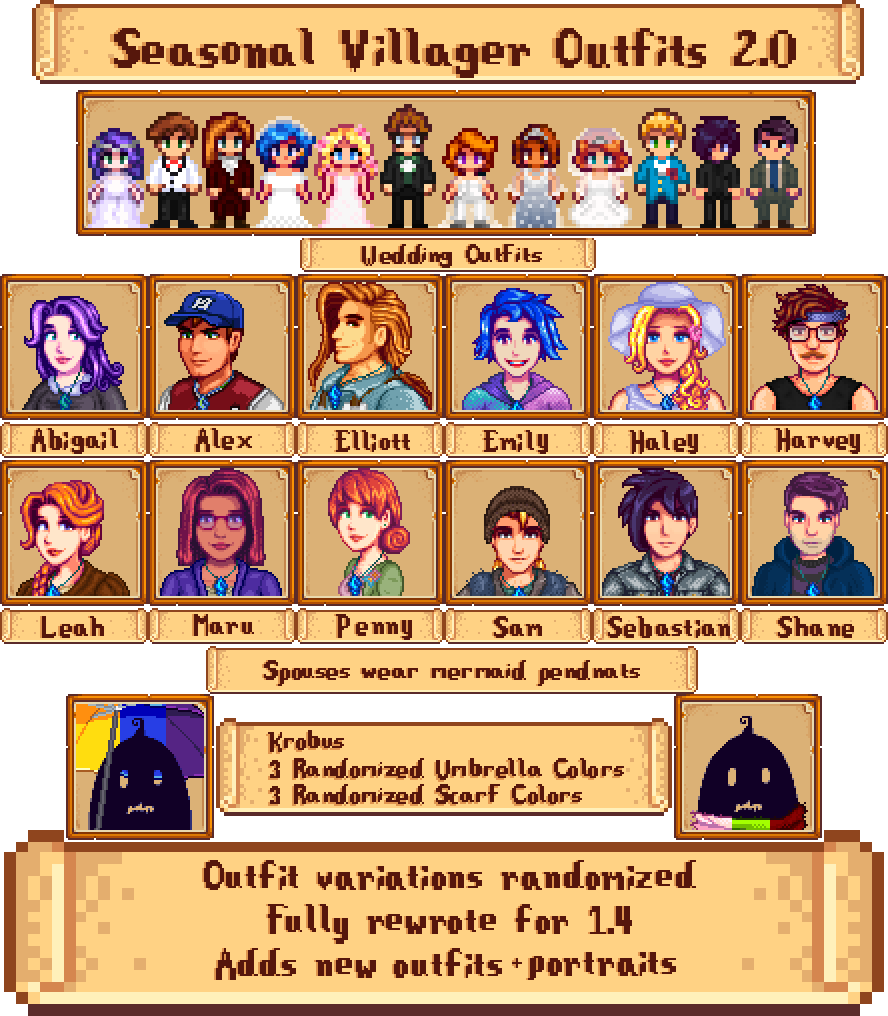 Seasonal Villager Outfits 2.0
Wedding Outfits
Abigail Alex Elliott Emily Haley Harvey
Leah Maru Penny Sam Sebastian Shane
Spouses wear mermaid pendnats
Krobus
3 Randomized Umbrella Colors
3 Randomized Scarf Colors
Outfit variations randomized
Fully rewrote for 1.4
Adds new outfits + portraits